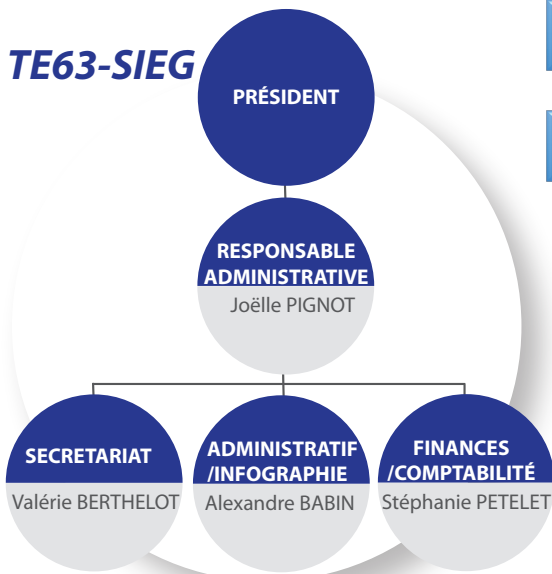 TE63-SIEG
PRÉSIDENT
RESPONSABLE
ADMINISTRATIVE
Joëlle PIGNOT
SECRETARIAT
Valérie BERTHELOT
ADMINISTRATIF
/INFOGRAPHIE
Alexandre BABIN
FINANCES
/COMPTABILITÉ
Stéphanie PETELET